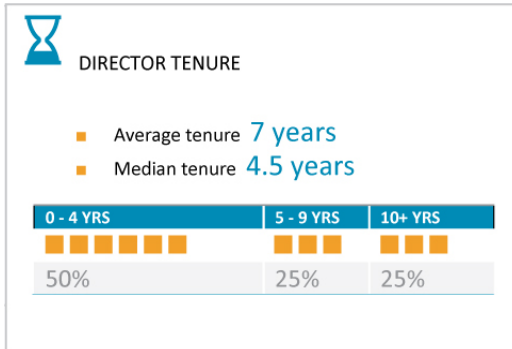 DIRECTOR TENURE
Average tenure 7 years
Median tenure 4.5 years
0 - 4 YRS 5 - 9 YRS 10+ YRS
50% 25% 25%